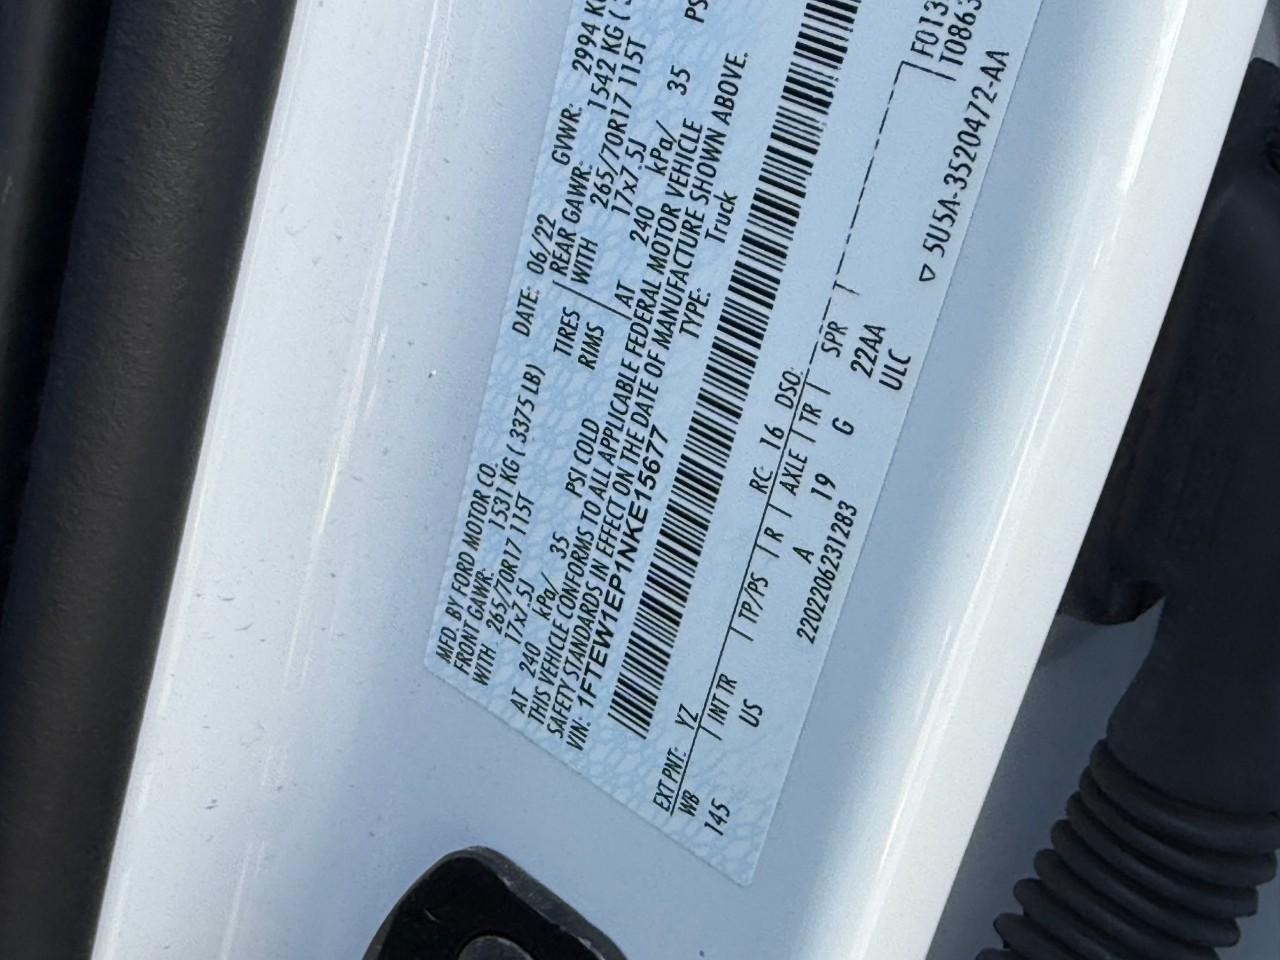 MFD. BY FORD MOTOR CO. DATE: 06/22 GVWR: 2994 KG
FRONT GAWR: 1531 KG ( 3375 LB) REAR GAWR: 1542 KG (
WITH 265/70R17 115T TIRES WITH 265/70R17 115T
17x7.5J RIMS 17x7.5J
AT 240 kPa/ 35 PSI COLD AT 240 kPa/ 35 PS
THIS VEHICLE CONFORMS TO ALL APPLICABLE FEDERAL MOTOR VEHICLE
SAFETY STANDARDS IN EFFECT ON THE DATE OF MANUFACTURE SHOWN ABOVE.
VIN: 1FTEW1EP1NKE15677 TYPE: Truck
EXT PNT: YZ RC: 16 DSO:
WB INT TR TP/PS R AXLE TR SPR F013
145 US A 19 G 22AA T0863
2202206231283 ULC
▽ 5U5A-3520472-AA